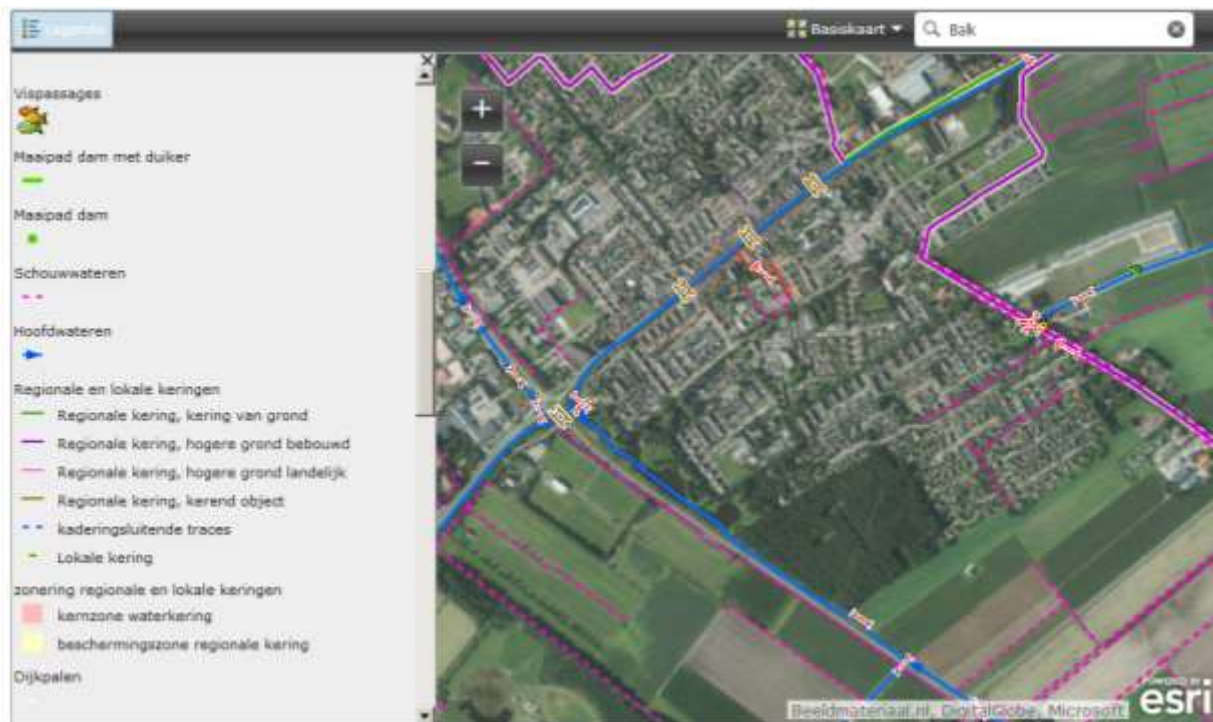 Legenda
Basiskaart
Balk
Vispassages
Maaipad dam met duiker
Maaipad dam
Schouwwateren
Hoofdwateren
Regionale en lokale keringen
Regionale kering, kering van grond
Regionale kering, hogere grond bebouwd
Regionale kering, hogere grond landelijk
Regionale kering, kerend object
kaderingsluitende traces
Lokale kering
zonering regionale en lokale keringen
kernzone waterkering
beschermingszone regionale kering
Dijkpalen
Beeldmateriaal.nl, DigitalGlobe, Microsoft
POWERED BY
esri